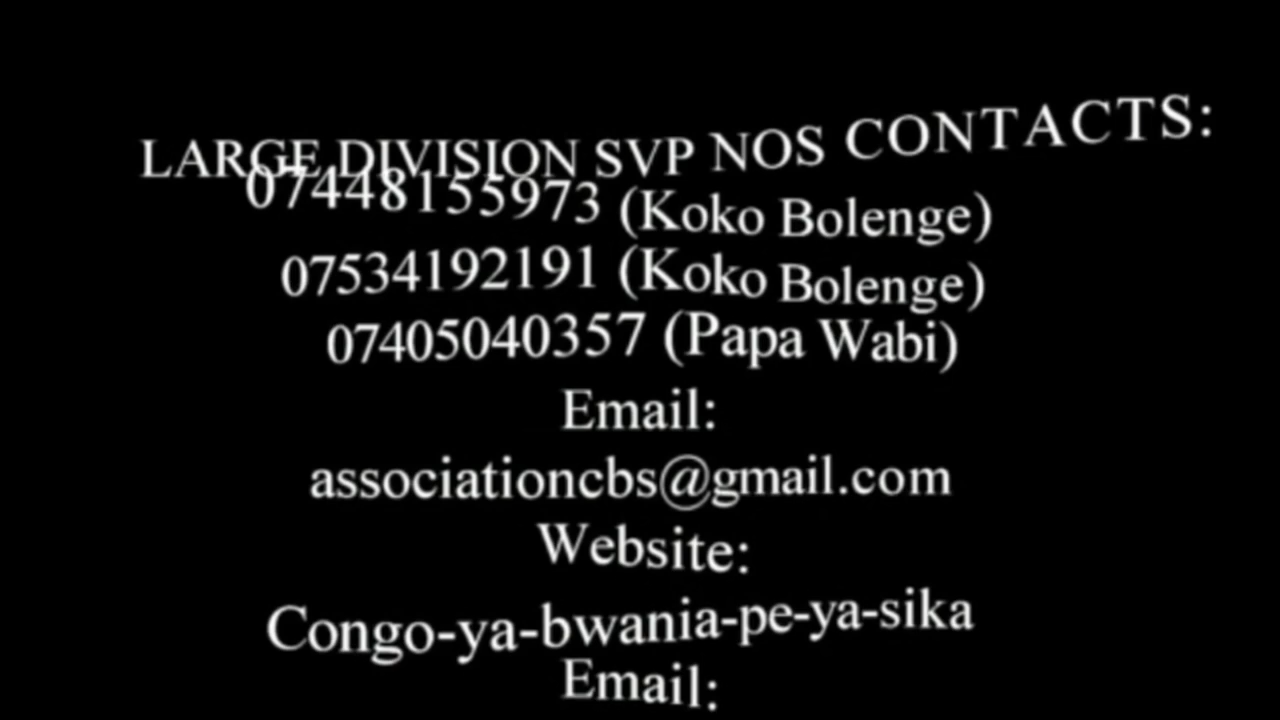 LARGE DIVISION SVP NOS CONTACTS:
07448155973 (Koko Bolenge)
07534192191 (Koko Bolenge)
07405040357 (Papa Wabi)
Email:
associationcbs@gmail.com
Website:
Congo-ya-bwania-pe-ya-sika
Email: